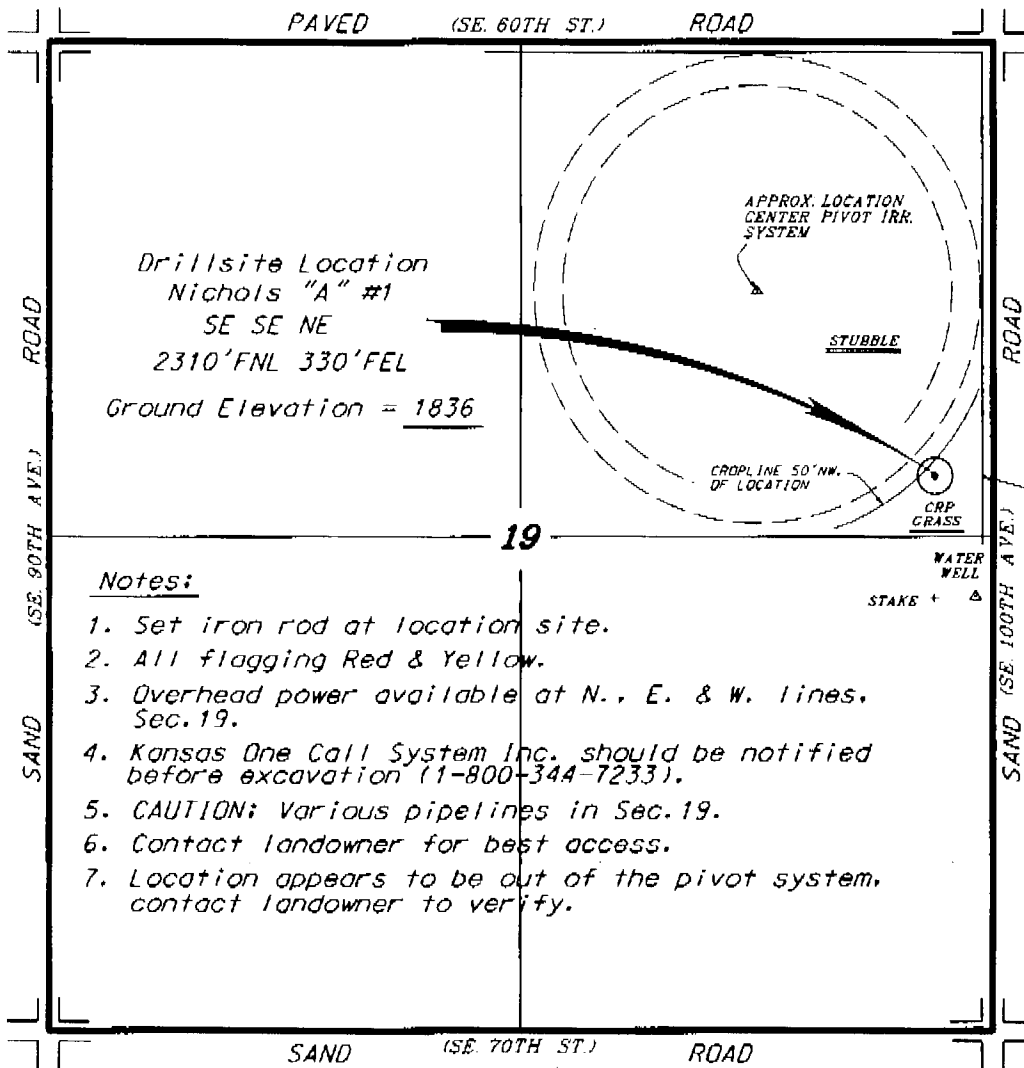 PAVED (SE. 60TH ST.) ROAD
APPROX. LOCATION
CENTER PIVOT IRR.
SYSTEM
Drillsite Location
Nichols "A" #1
SE SE NE
2310'FNL 330'FEL
Ground Elevation = 1836
STUBBLE
CROPLINE 50'NW.
OF LOCATION
CRP
GRASS
SAND (SE. 90TH AVE.) ROAD
SAND (SE. 100TH AVE.) ROAD
19
WATER
WELL
STAKE +
Notes:
1. Set iron rod at location site.
2. All flagging Red & Yellow.
3. Overhead power available at N., E. & W. lines,
Sec.19.
4. Kansas One Call System Inc. should be notified
before excavation (1-800-344-7233).
5. CAUTION: Various pipelines in Sec.19.
6. Contact landowner for best access.
7. Location appears to be out of the pivot system,
contact landowner to verify.
SAND (SE. 70TH ST.) ROAD